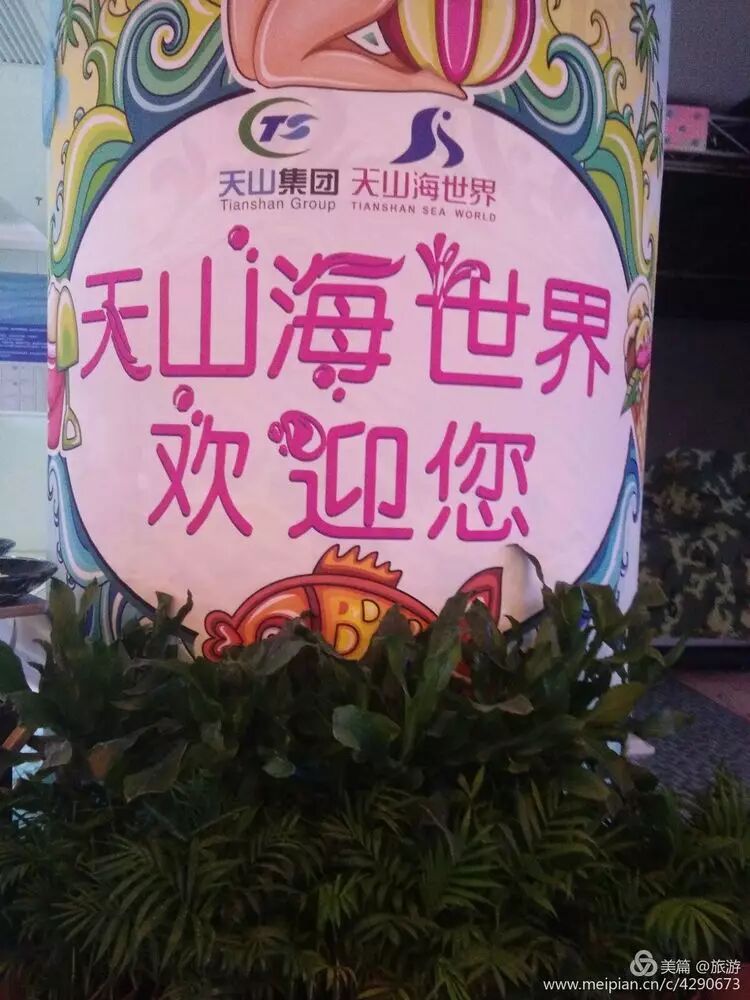 TS
天山集团 天山海世界
Tianshan Group TIANSHAN SEA WORLD
天山海世界
欢迎您
美篇 @旅游
www.meipian.cn/c/4290673